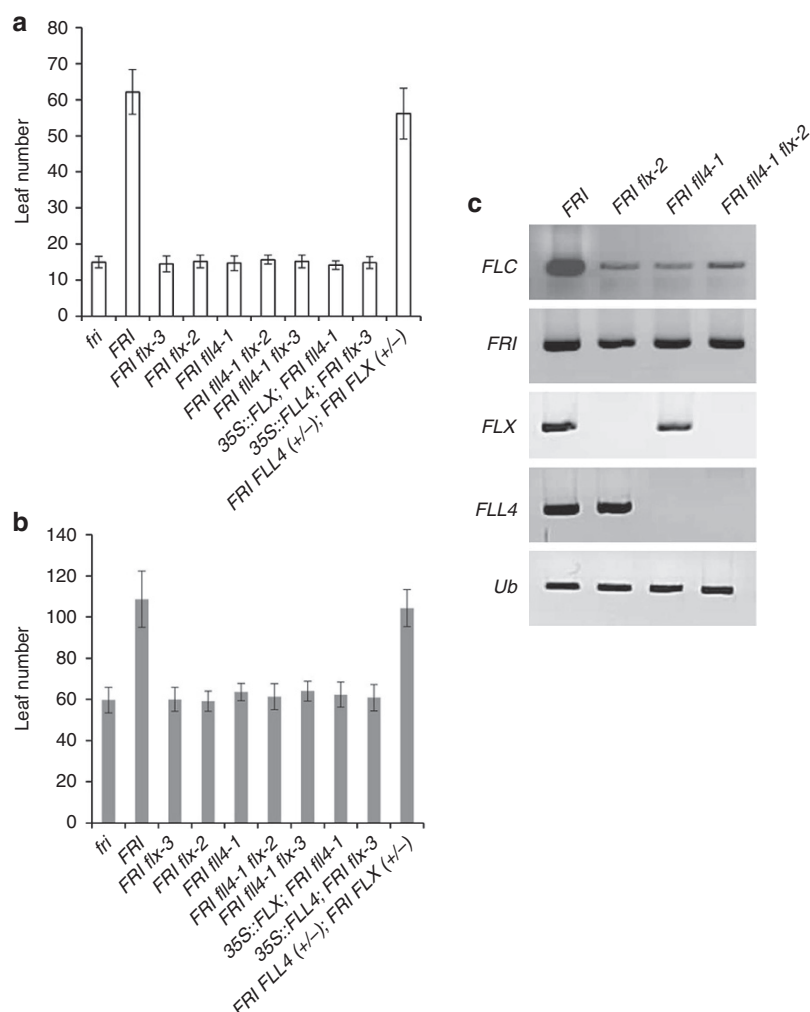 a
80
70
60
50
40
30
20
10
0
Leaf number
fri
FRI
FRI flx-3
FRI flx-2
FRI fll4-1
FRI fll4-1 flx-2
FRI fll4-1 flx-3
35S::FLX; FRI fll4-1
35S::FLL4; FRI flx-3
FRI FLL4 (+/–); FRI FLX (+/–)
b
140
120
100
80
60
40
20
0
Leaf number
fri
FRI
FRI flx-3
FRI flx-2
FRI fll4-1
FRI fll4-1 flx-2
FRI fll4-1 flx-3
35S::FLX; FRI fll4-1
35S::FLL4; FRI flx-3
FRI FLL4 (+/–); FRI FLX (+/–)
c
FRI
FRI flx-2
FRI fll4-1
FRI fll4-1 flx-2
FLC
FRI
FLX
FLL4
Ub